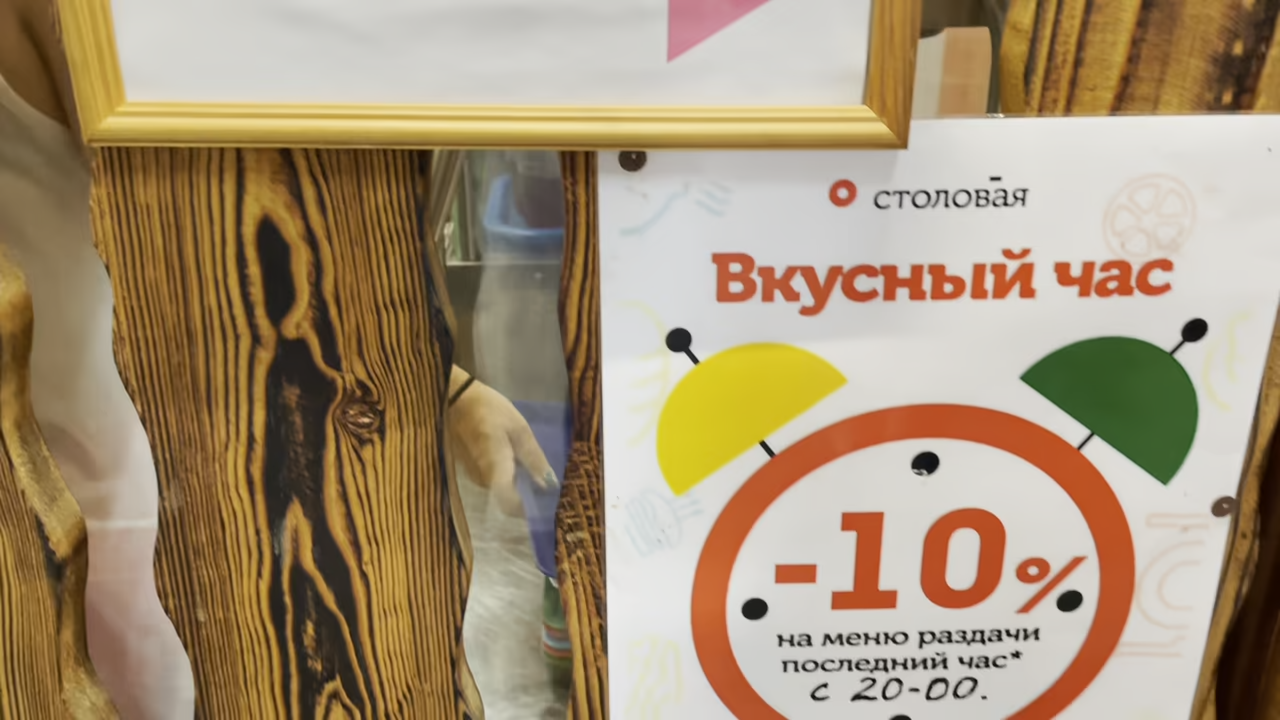 столовая
Вкусный час
-10%
на меню раздачи
последний час*
с 20-00.